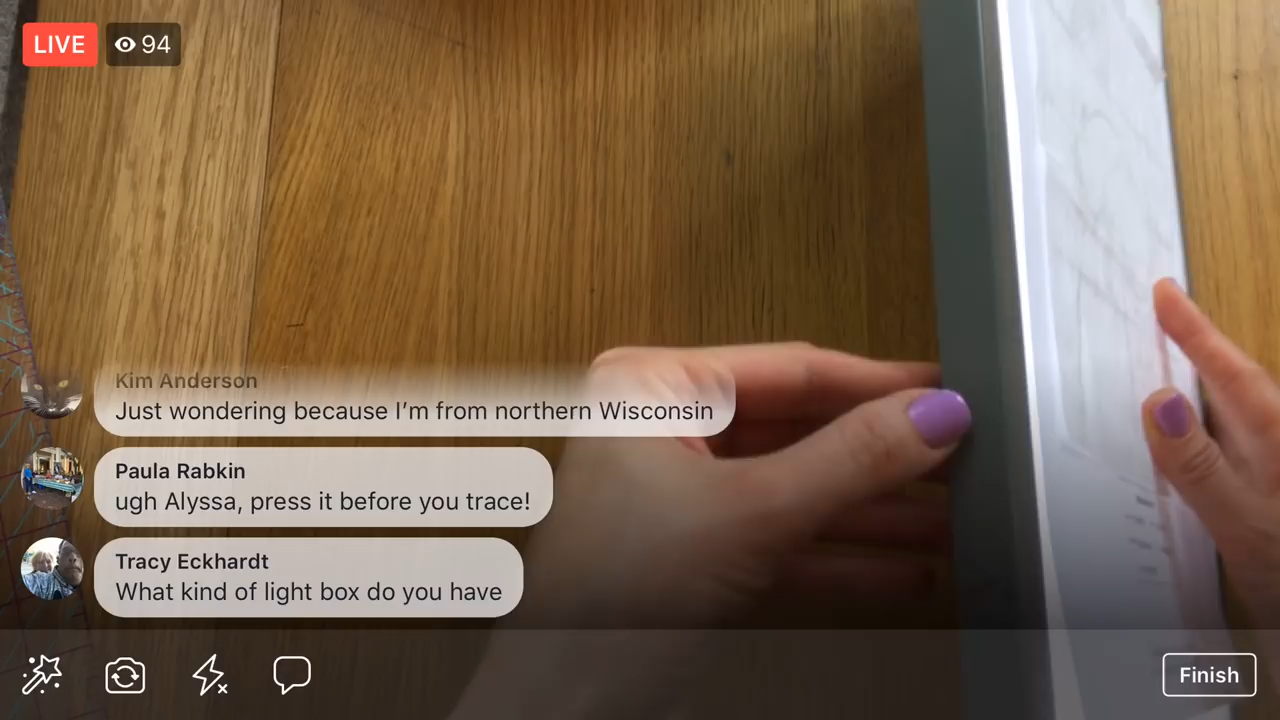 LIVE
94
Kim Anderson
Just wondering because I'm from northern Wisconsin
Paula Rabkin
ugh Alyssa, press it before you trace!
Tracy Eckhardt
What kind of light box do you have
Finish